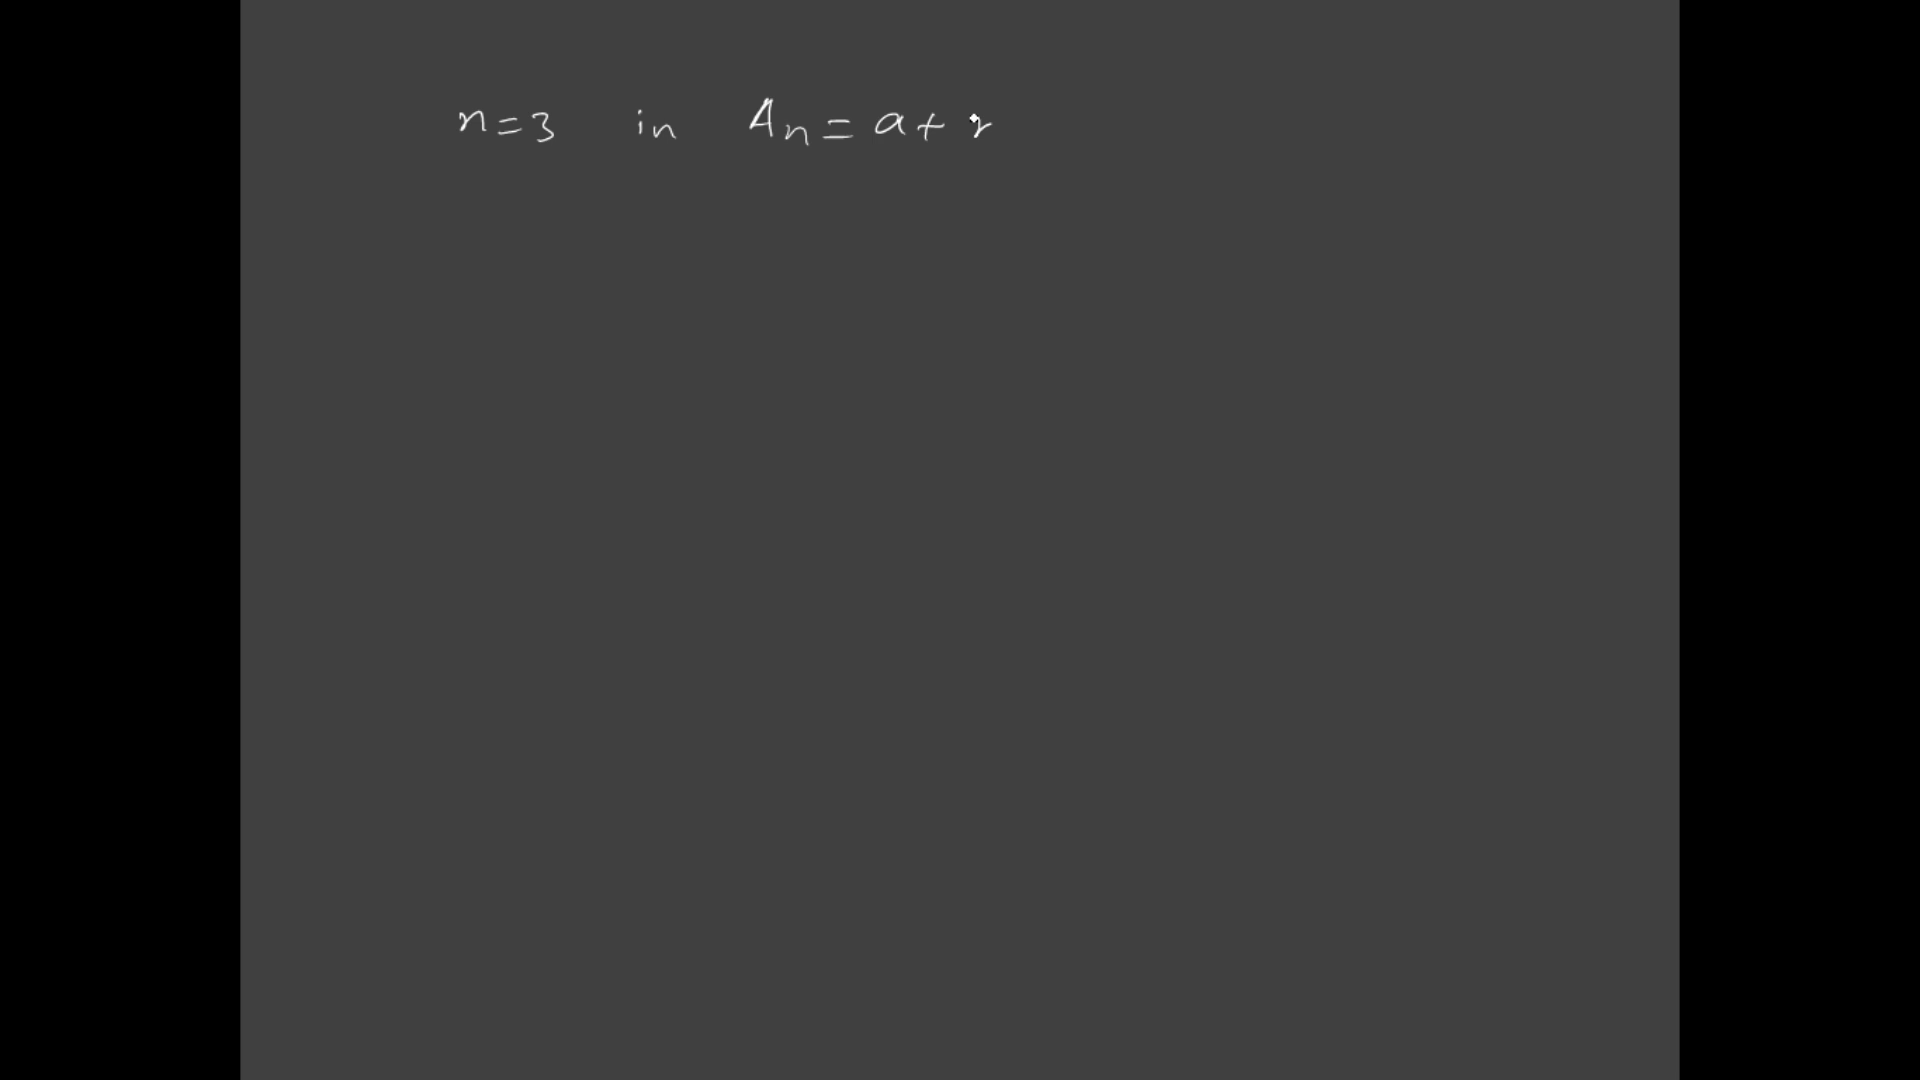 n=3 in An = a + r